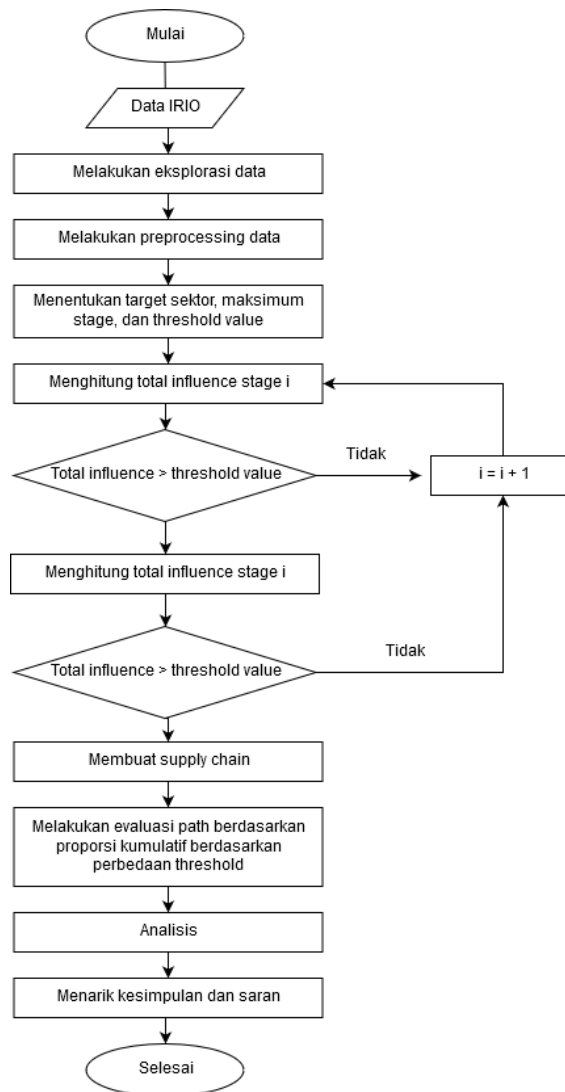 Mulai
Data IRIO
Melakukan eksplorasi data
Melakukan preprocessing data
Menentukan target sektor, maksimum
stage, dan threshold value
Menghitung total influence stage i
Total influence > threshold value
Tidak
i = i + 1
Menghitung total influence stage i
Total influence > threshold value
Tidak
Membuat supply chain
Melakukan evaluasi path berdasarkan
proporsi kumulatif berdasarkan
perbedaan threshold
Analisis
Menarik kesimpulan dan saran
Selesai